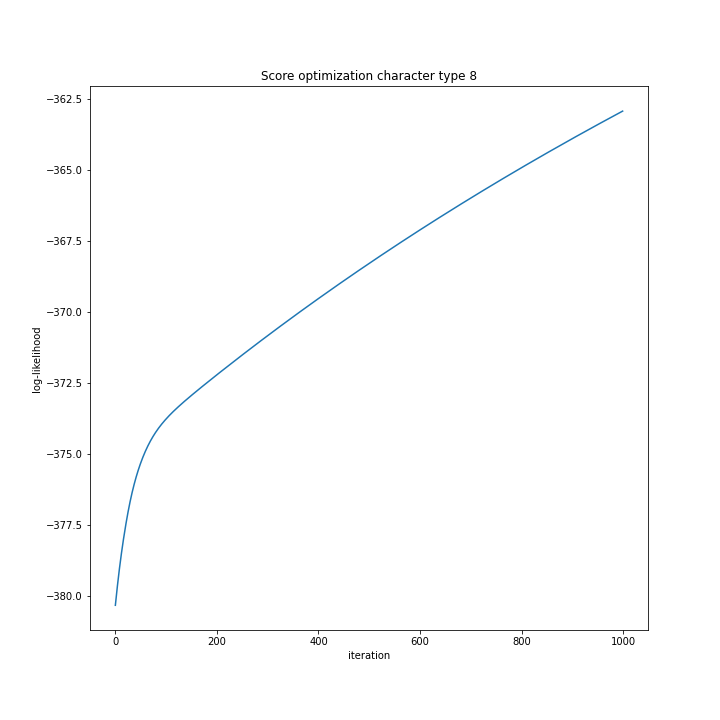 Score optimization character type 8
log-likelihood
−362.5
−365.0
−367.5
−370.0
−372.5
−375.0
−377.5
−380.0
0 200 400 600 800 1000
iteration